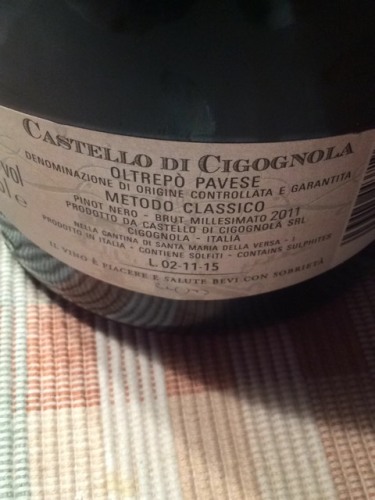 CASTELLO DI CIGOGNOLA
OLTREPÒ PAVESE
DENOMINAZIONE DI ORIGINE CONTROLLATA E GARANTITA
METODO CLASSICO
PINOT NERO - BRUT MILLESIMATO 2011
PRODOTTO DA CASTELLO DI CIGOGNOLA SRL
CIGOGNOLA - ITALIA
NELLA CANTINA DI SANTA MARIA DELLA VERSA - I
PRODOTTO IN ITALIA - CONTIENE SOLFITI - CONTAINS SULPHITES
IL VINO È PIACERE E SALUTE BEVI CON SOBRIETÀ
L 02-11-15
vol
e